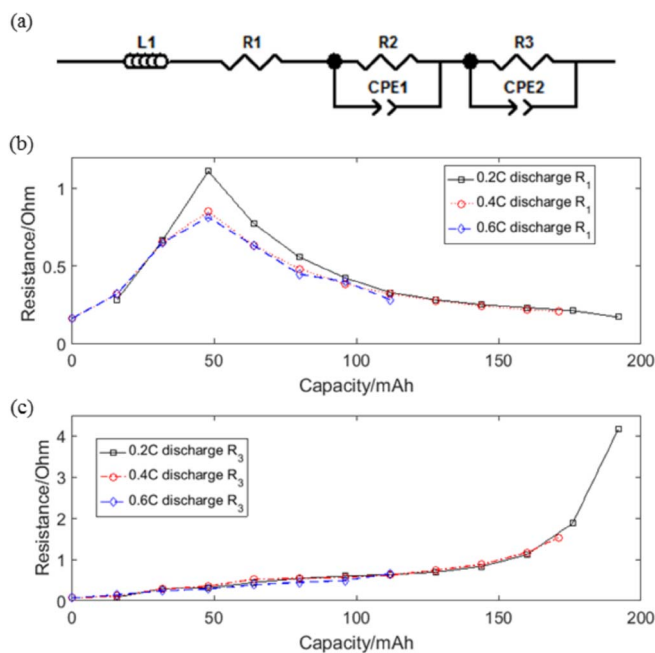 (a)
L1 R1 R2 R3
CPE1 CPE2
(b)
1
0.5
0
Resistance/Ohm
0.2C discharge R1
0.4C discharge R1
0.6C discharge R1
0 50 100 150 200
Capacity/mAh
(c)
4
3
2
1
0
Resistance/Ohm
0.2C discharge R3
0.4C discharge R3
0.6C discharge R3
0 50 100 150 200
Capacity/mAh